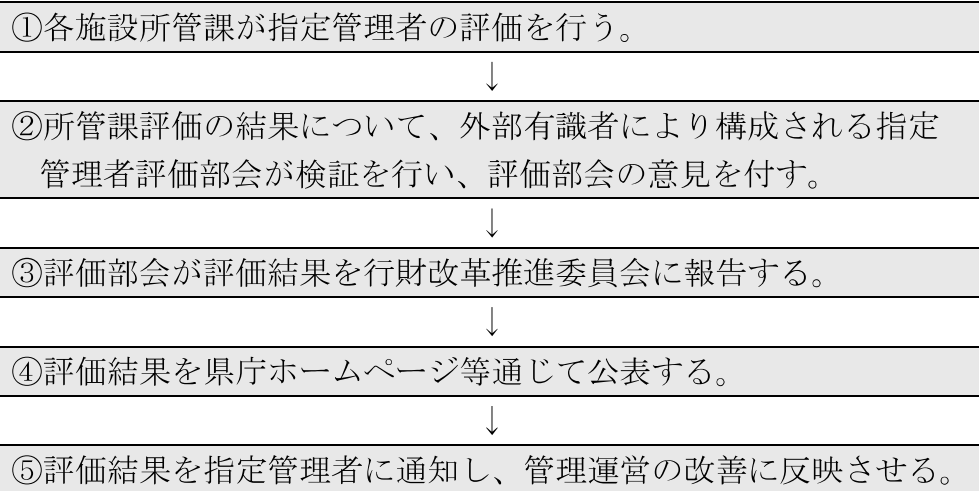 ①各施設所管課が指定管理者の評価を行う。
↓
②所管課評価の結果について、外部有識者により構成される指定
管理者評価部会が検証を行い、評価部会の意見を付す。
↓
③評価部会が評価結果を行財改革推進委員会に報告する。
↓
④評価結果を県庁ホームページ等通じて公表する。
↓
⑤評価結果を指定管理者に通知し、管理運営の改善に反映させる。